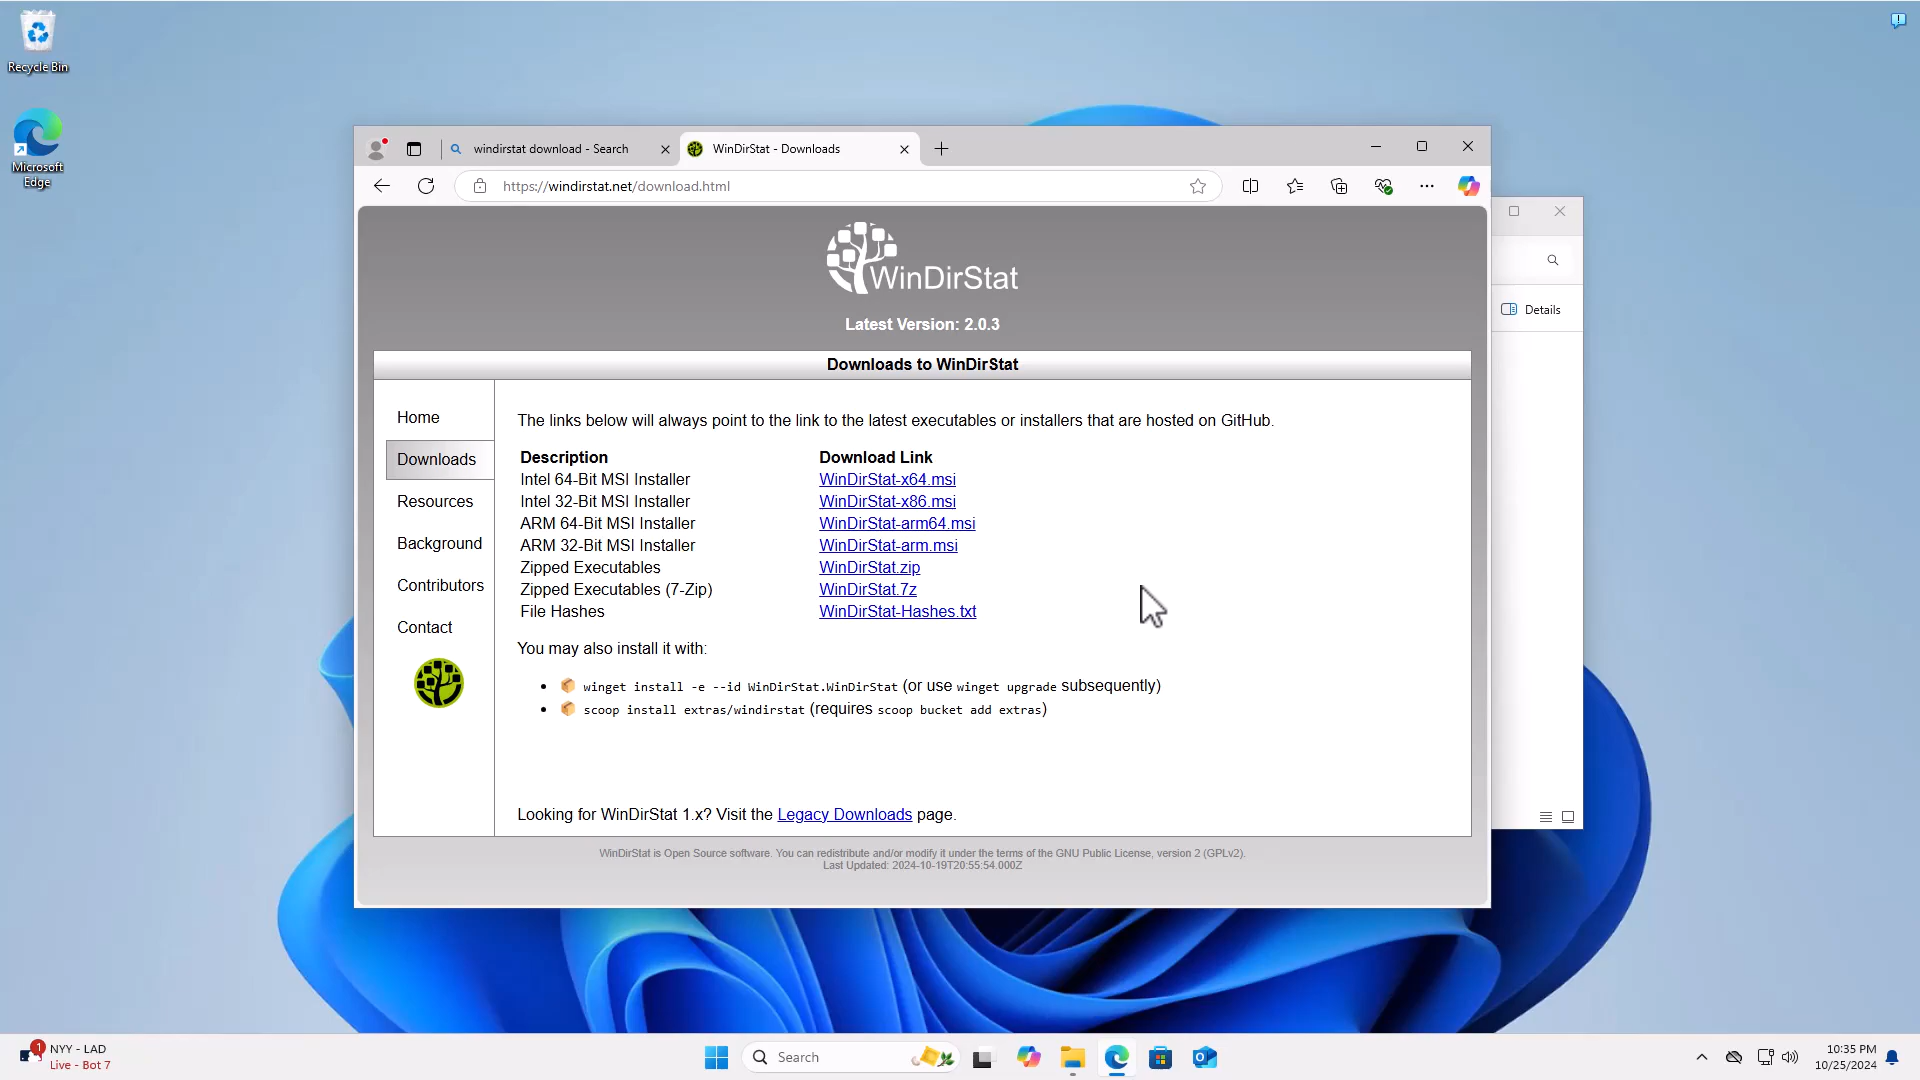 Recycle Bin
Microsoft
Edge
windirstat download - Search
WinDirStat - Downloads
https://windirstat.net/download.html
WinDirStat
Latest Version: 2.0.3
Details
Downloads to WinDirStat
Home
Downloads
Resources
Background
Contributors
Contact
The links below will always point to the link to the latest executables or installers that are hosted on GitHub.
Description Download Link
Intel 64-Bit MSI Installer WinDirStat-x64.msi
Intel 32-Bit MSI Installer WinDirStat-x86.msi
ARM 64-Bit MSI Installer WinDirStat-arm64.msi
ARM 32-Bit MSI Installer WinDirStat-arm.msi
Zipped Executables WinDirStat.zip
Zipped Executables (7-Zip) WinDirStat.7z
File Hashes WinDirStat-Hashes.txt
You may also install it with:
• winget install -e --id WinDirStat.WinDirStat (or use winget upgrade subsequently)
• scoop install extras/windirstat (requires scoop bucket add extras)
Looking for WinDirStat 1.x? Visit the Legacy Downloads page.
WinDirStat is Open Source software. You can redistribute and/or modify it under the terms of the GNU Public License, version 2 (GPLv2).
Last Updated: 2024-10-19T20:55:54.000Z
1
NYY - LAD
Live - Bot 7
Search
10:35 PM
10/25/2024